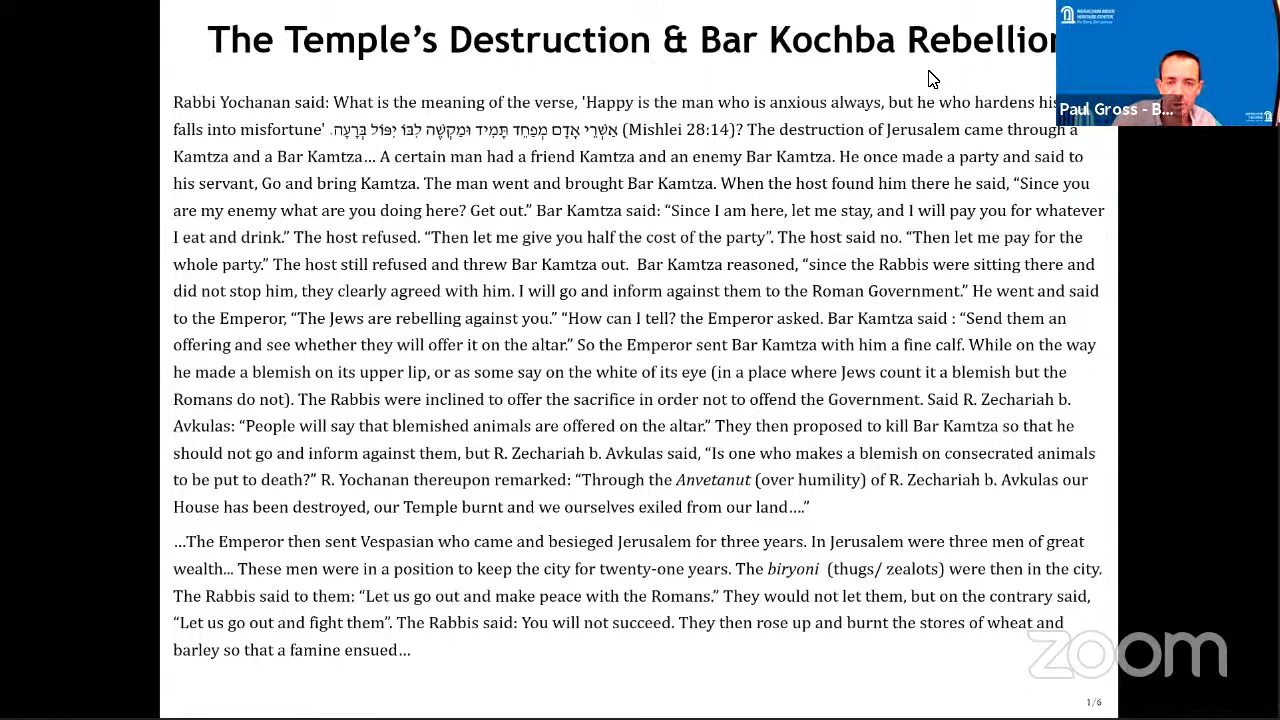 The Temple's Destruction & Bar Kochba Rebellion
MENACHEM BEGIN
HERITAGE CENTER
Paul Gross - B...
Rabbi Yochanan said: What is the meaning of the verse, 'Happy is the man who is anxious always, but he who hardens his
falls into misfortune' אַשְׁרֵי אָדָם מְפַחֵד תָּמִיד וּמַקְשֶׁה לִבּוֹ יִפּוֹל בְּרָעָה. (Mishlei 28:14)? The destruction of Jerusalem came through a
Kamtza and a Bar Kamtza… A certain man had a friend Kamtza and an enemy Bar Kamtza. He once made a party and said to
his servant, Go and bring Kamtza. The man went and brought Bar Kamtza. When the host found him there he said, “Since you
are my enemy what are you doing here? Get out.” Bar Kamtza said: “Since I am here, let me stay, and I will pay you for whatever
I eat and drink.” The host refused. “Then let me give you half the cost of the party”. The host said no. “Then let me pay for the
whole party.” The host still refused and threw Bar Kamtza out. Bar Kamtza reasoned, “since the Rabbis were sitting there and
did not stop him, they clearly agreed with him. I will go and inform against them to the Roman Government.” He went and said
to the Emperor, “The Jews are rebelling against you.” “How can I tell? the Emperor asked. Bar Kamtza said : “Send them an
offering and see whether they will offer it on the altar.” So the Emperor sent Bar Kamtza with him a fine calf. While on the way
he made a blemish on its upper lip, or as some say on the white of its eye (in a place where Jews count it a blemish but the
Romans do not). The Rabbis were inclined to offer the sacrifice in order not to offend the Government. Said R. Zechariah b.
Avkulas: “People will say that blemished animals are offered on the altar.” They then proposed to kill Bar Kamtza so that he
should not go and inform against them, but R. Zechariah b. Avkulas said, “Is one who makes a blemish on consecrated animals
to be put to death?” R. Yochanan thereupon remarked: “Through the Anvetanut (over humility) of R. Zechariah b. Avkulas our
House has been destroyed, our Temple burnt and we ourselves exiled from our land….”
…The Emperor then sent Vespasian who came and besieged Jerusalem for three years. In Jerusalem were three men of great
wealth... These men were in a position to keep the city for twenty-one years. The biryoni (thugs/ zealots) were then in the city.
The Rabbis said to them: “Let us go out and make peace with the Romans.” They would not let them, but on the contrary said,
“Let us go out and fight them”. The Rabbis said: You will not succeed. They then rose up and burnt the stores of wheat and
barley so that a famine ensued…
zoom
1/6